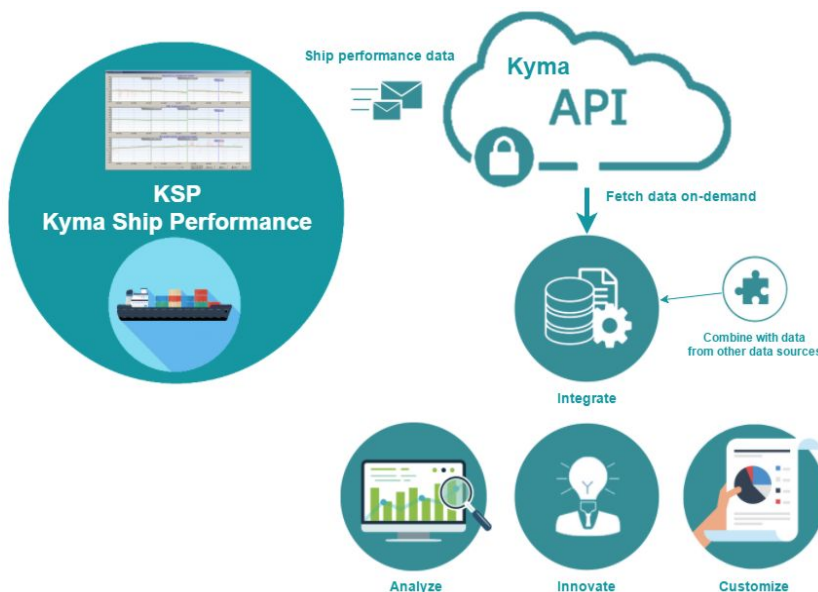 Ship performance data
Kyma
API
KSP
Kyma Ship Performance
Fetch data on-demand
Combine with data
from other data sources
Integrate
Analyze
Innovate
Customize